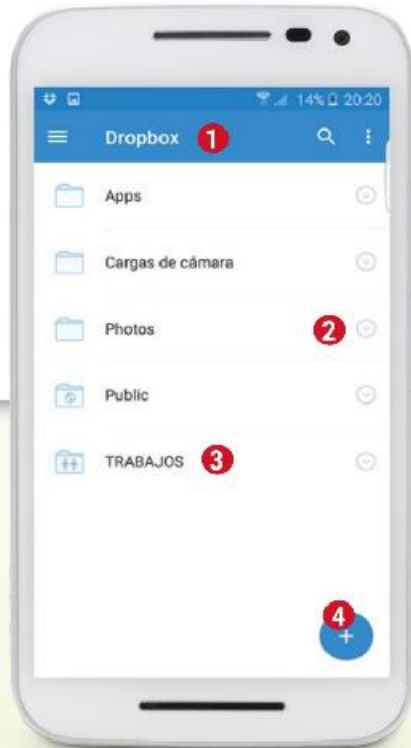 14% 20:20
Dropbox 1
Apps
Cargas de cámara
Photos 2
Public
TRABAJOS 3
4
+